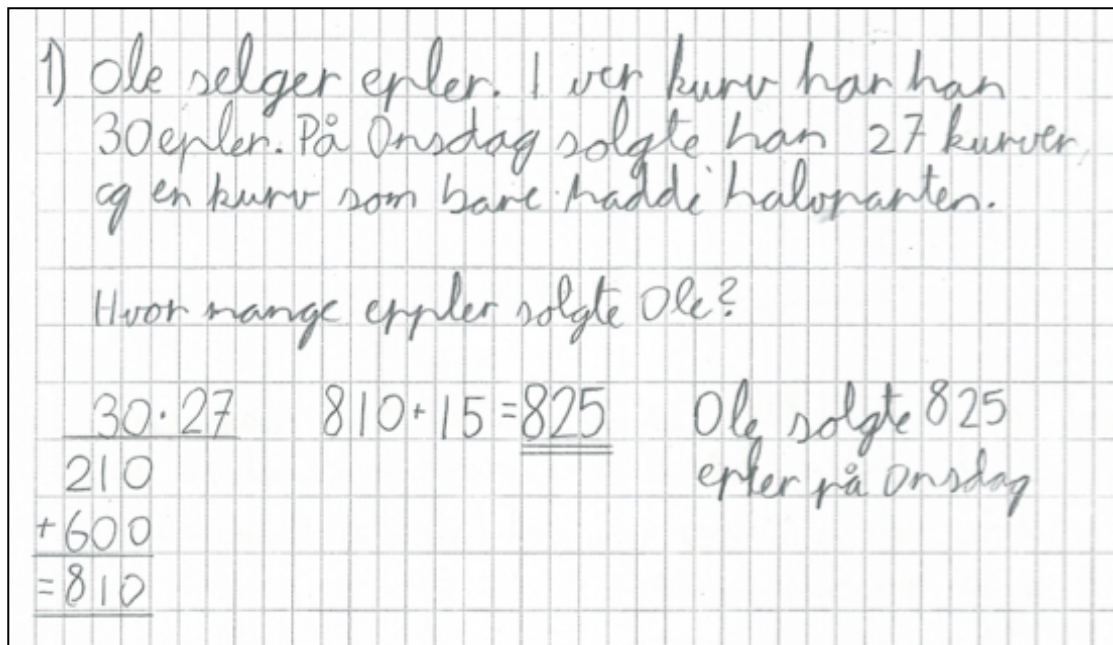 1) Ole selger epler. I ver kurv har han
30 epler. På Onsdag solgte han 27 kurver
og en kurv som bare hadde halvparten.
Hvor mange eppler solgte Ole?
30·27 810+15=825 Ole solgte 825
210 epler på Onsdag
+600
=810